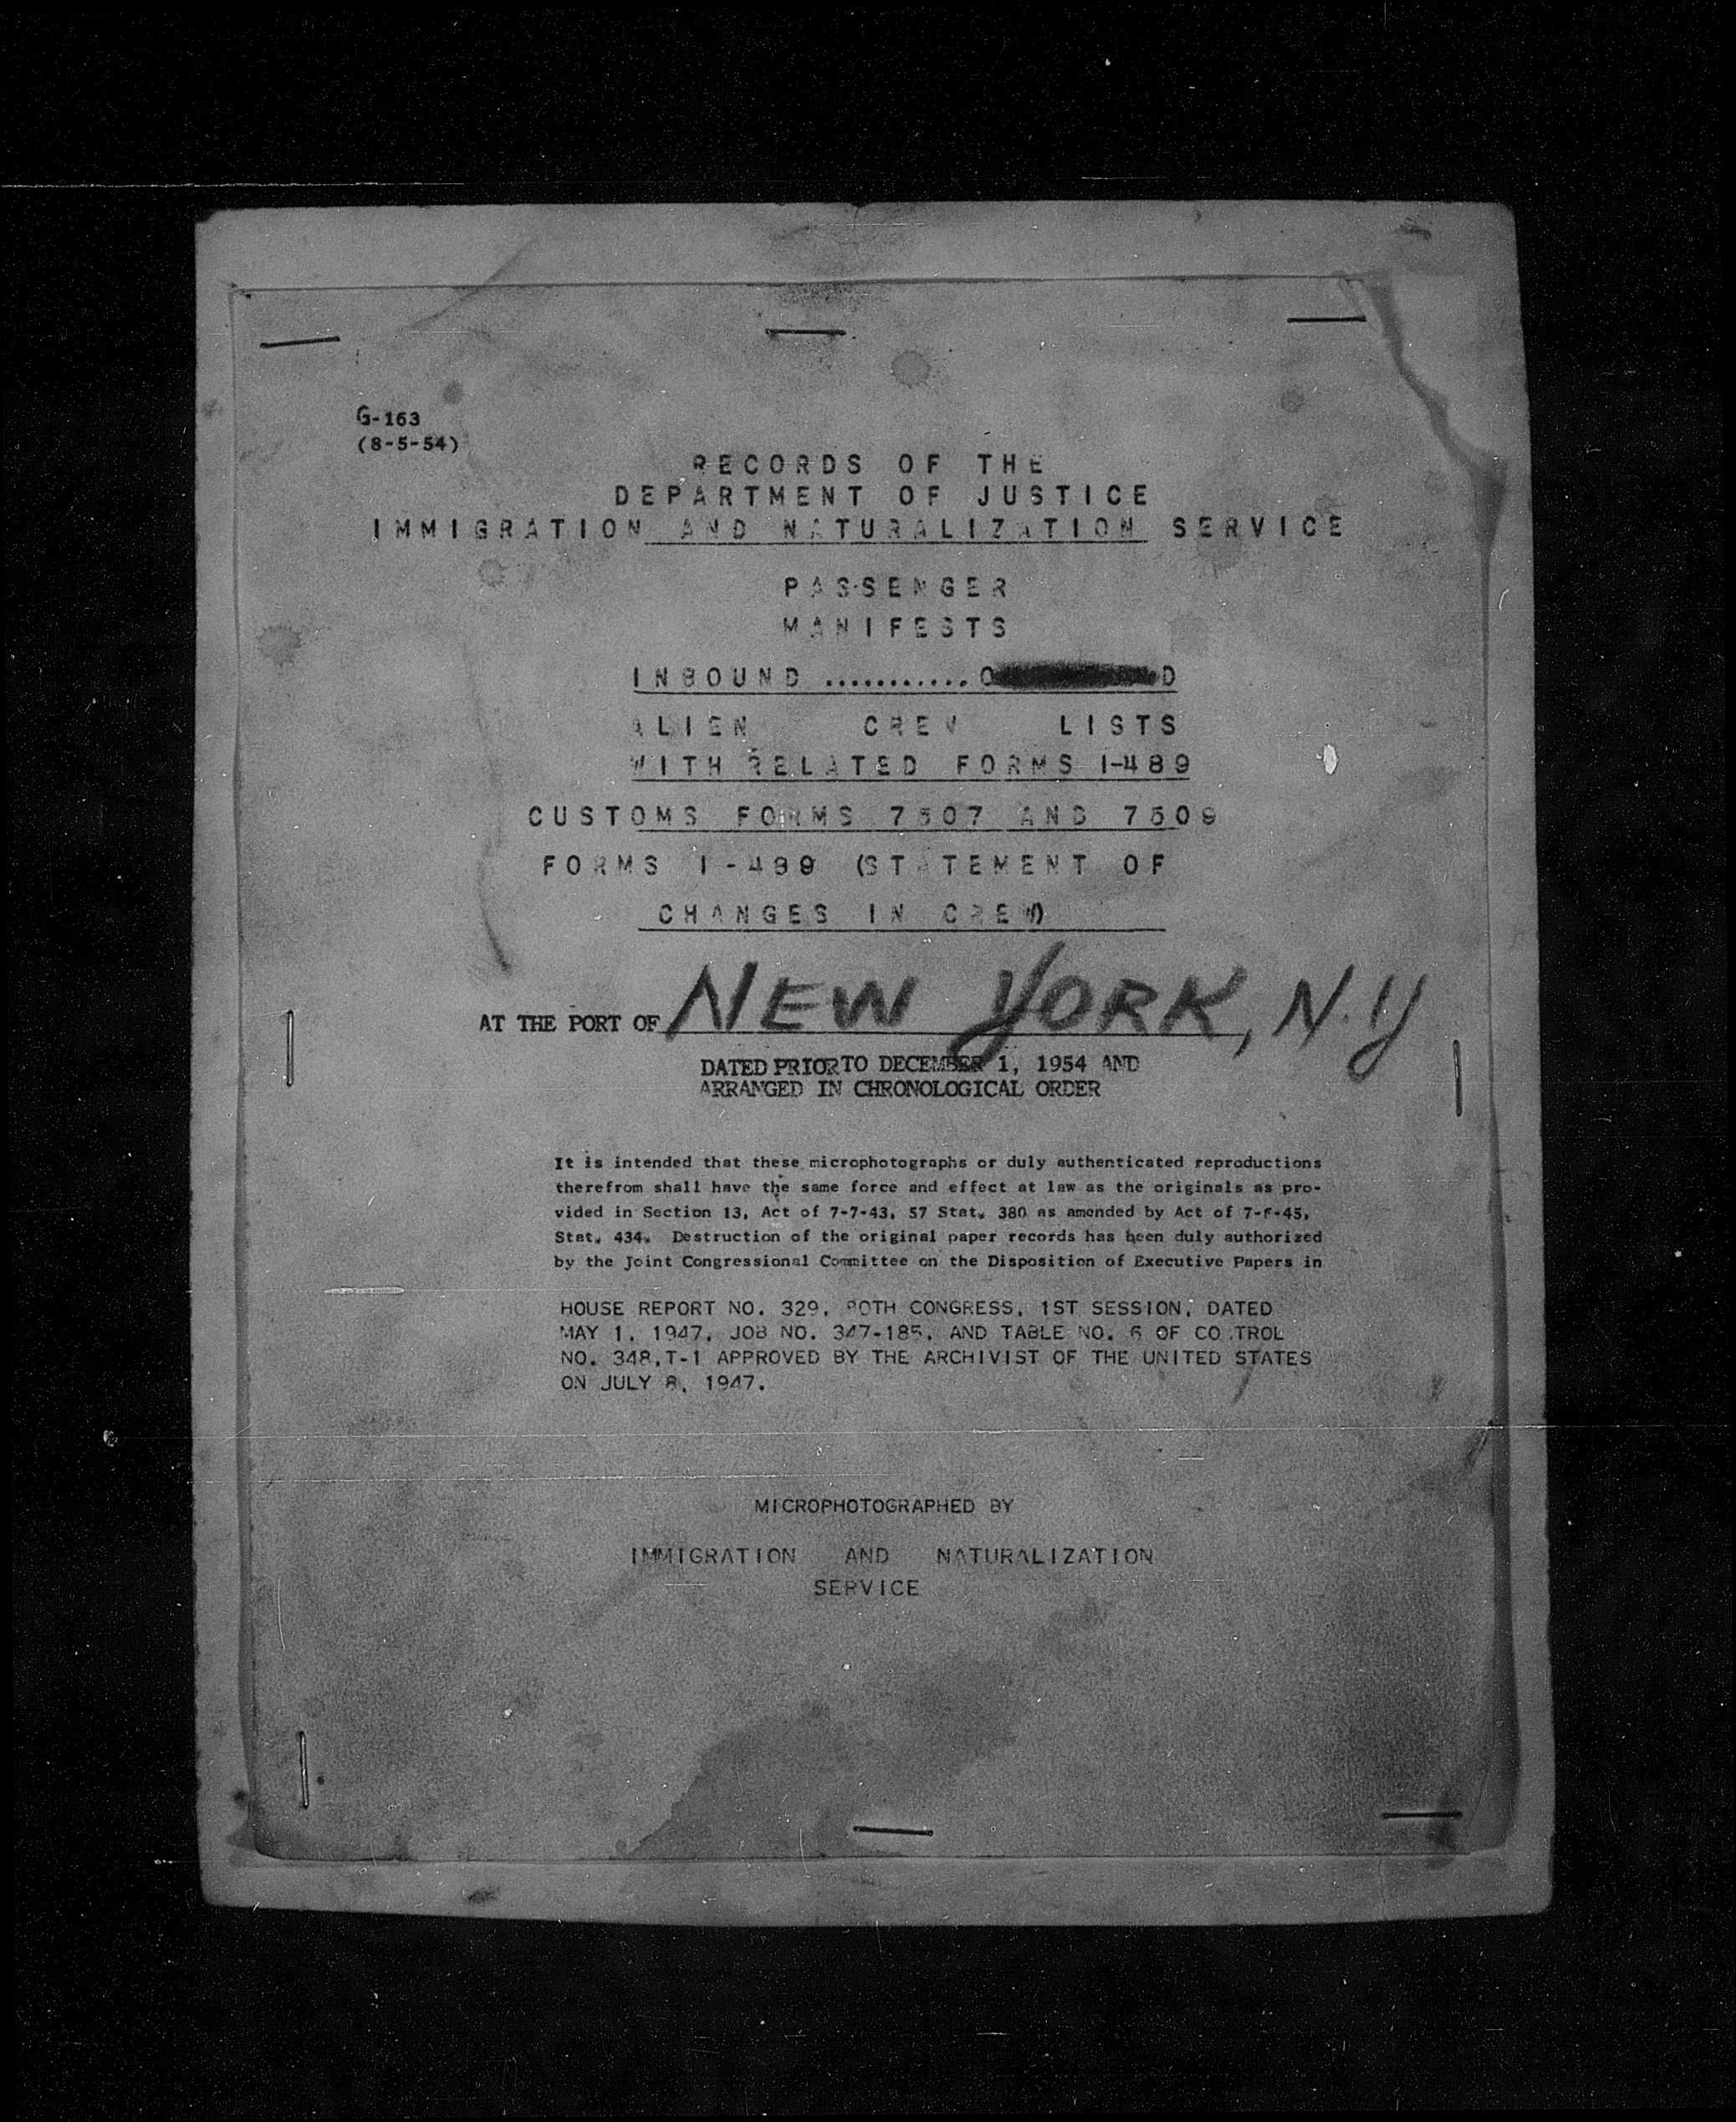 G-163
(8-5-54)
RECORDS OF THE
DEPARTMENT OF JUSTICE
IMMIGRATION AND NATURALIZATION SERVICE
PASSENGER
MANIFESTS
INBOUND ...........
ALIEN CREW LISTS
WITH RELATED FORMS I-489
CUSTOMS FORMS 7507 AND 7509
FORMS I-489 (STATEMENT OF
CHANGES IN CREW)
AT THE PORT OF NEW YORK, N.Y
DATED PRIOR TO DECEMBER 1, 1954 AND
ARRANGED IN CHRONOLOGICAL ORDER
It is intended that these microphotographs or duly authenticated reproductions
therefrom shall have the same force and effect at law as the originals as pro-
vided in Section 13, Act of 7-7-43, 57 Stat. 380 as amended by Act of 7-6-45,
Stat. 434. Destruction of the original paper records has been duly authorized
by the Joint Congressional Committee on the Disposition of Executive Papers in
HOUSE REPORT NO. 329, 80TH CONGRESS, 1ST SESSION, DATED
MAY 1, 1947, JOB NO. 347-185, AND TABLE NO. 6 OF CO TROL
NO. 348,T-1 APPROVED BY THE ARCHIVIST OF THE UNITED STATES
ON JULY 8, 1947.
MICROPHOTOGRAPHED BY
IMMIGRATION AND NATURALIZATION
SERVICE